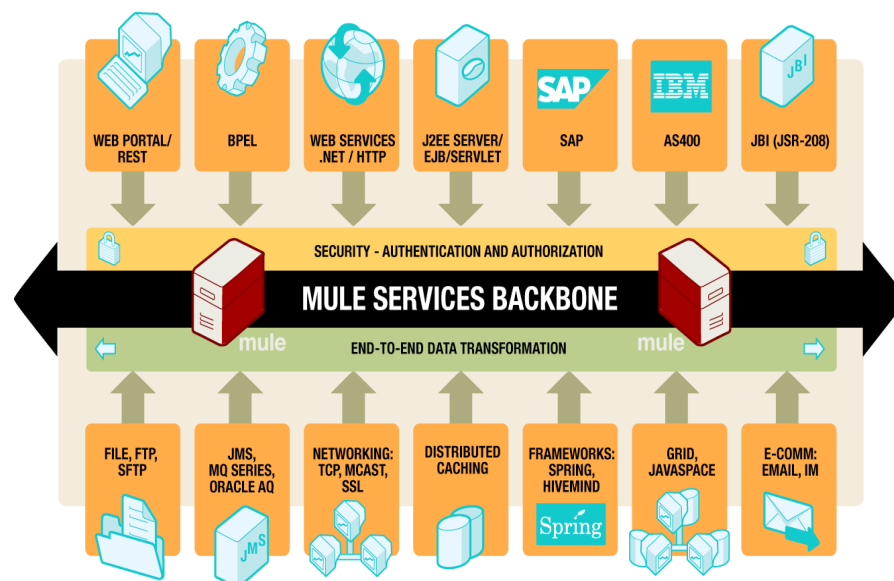 WEB PORTAL/
REST
BPEL
WEB SERVICES
.NET / HTTP
J2EE SERVER/
EJB/SERVLET
SAP
SAP
IBM
AS400
JBI
JBI (JSR-208)
SECURITY - AUTHENTICATION AND AUTHORIZATION
MULE SERVICES BACKBONE
mule
END-TO-END DATA TRANSFORMATION
mule
FILE, FTP,
SFTP
JMS,
MQ SERIES,
ORACLE AQ
JMS
NETWORKING:
TCP, MCAST,
SSL
DISTRIBUTED
CACHING
FRAMEWORKS:
SPRING,
HIVEMIND
Spring
GRID,
JAVASPACE
E-COMM:
EMAIL, IM